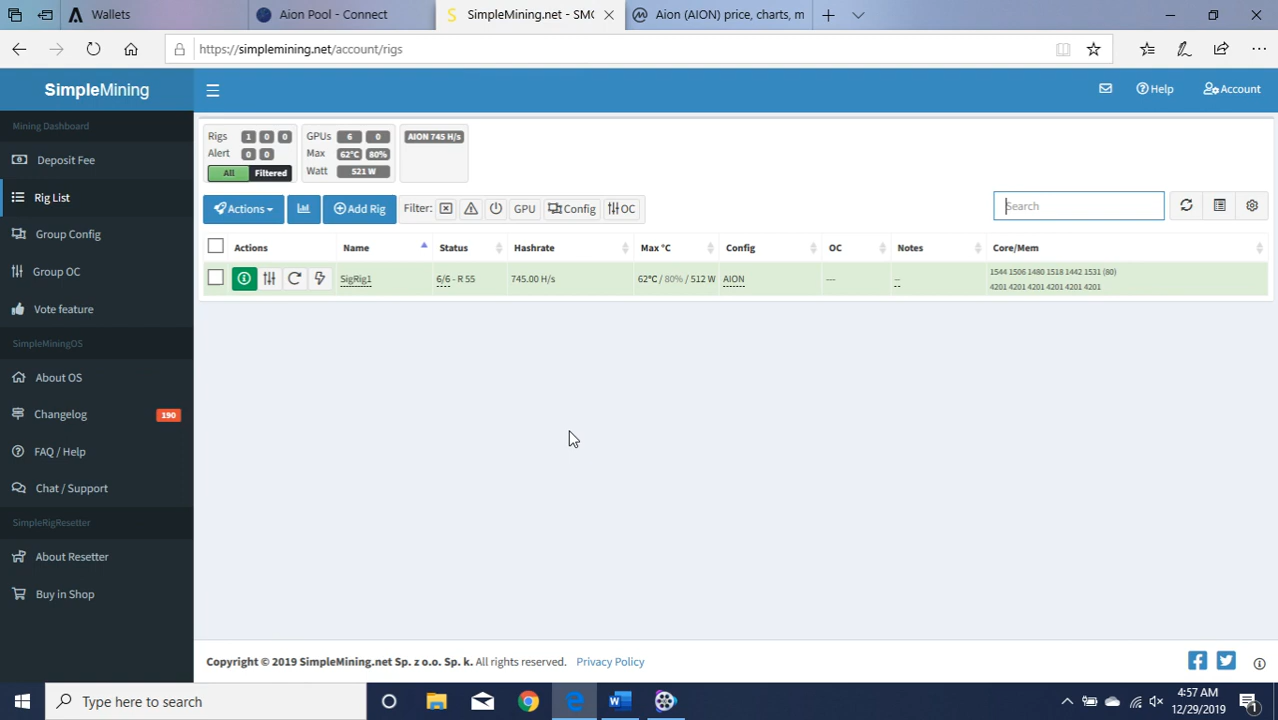 Wallets
Aion Pool - Connect
SimpleMining.net - SMC
Aion (AION) price, charts, m
https://simplemining.net/account/rigs
SimpleMining
Help
Account
Mining Dashboard
Deposit Fee
Rig List
Group Config
Group OC
Vote feature
SimpleMiningOS
About OS
Changelog 190
FAQ / Help
Chat / Support
SimpleRigResetter
About Resetter
Buy in Shop
Rigs 1 0 0
Alert 0 0
All Filtered
GPUs 6 0
Max 62°C 80%
Watt 521 W
AION 745 H/s
Actions
Add Rig
Filter:
GPU
Config
OC
Search
Actions Name Status Hashrate Max °C Config OC Notes Core/Mem
SigRig1 6/6 - R 55 745.00 H/s 62°C / 80% / 512 W AION --- -- 1544 1506 1480 1518 1442 1531 (80)
4201 4201 4201 4201 4201 4201
Copyright © 2019 SimpleMining.net Sp. z o.o. Sp. k. All rights reserved. Privacy Policy
Type here to search
4:57 AM
12/29/2019
1